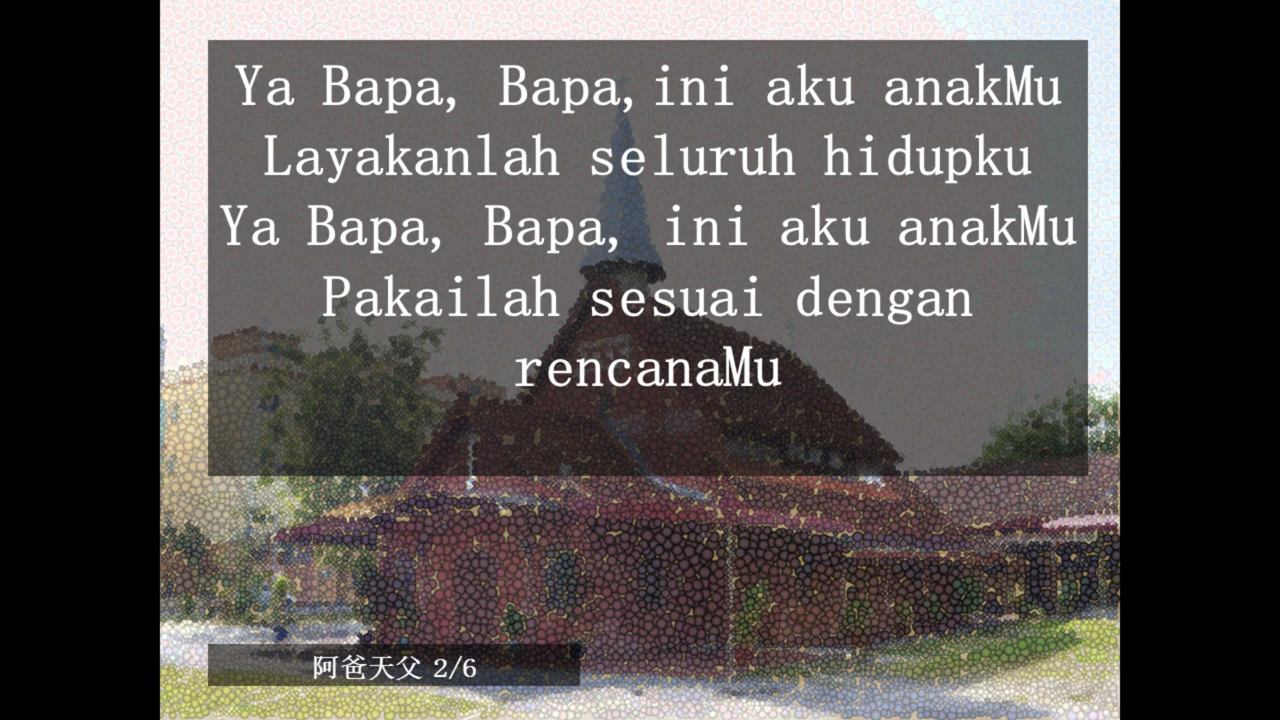 Ya Bapa, Bapa,ini aku anakMu
Layakanlah seluruh hidupku
Ya Bapa, Bapa, ini aku anakMu
Pakailah sesuai dengan
rencanaMu
阿爸天父 2/6